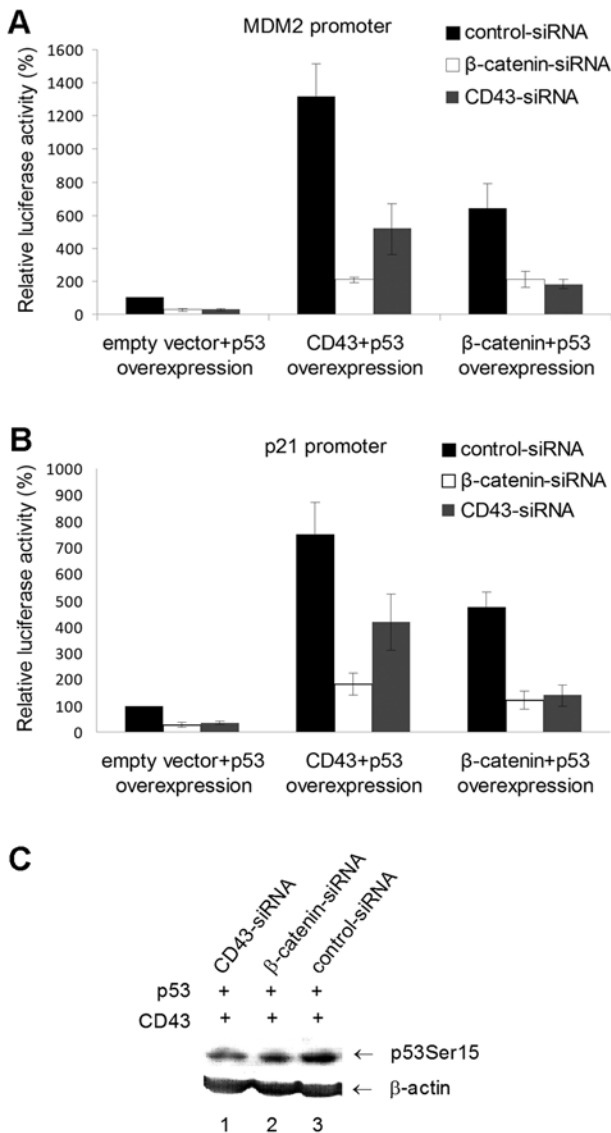 A
MDM2 promoter
control-siRNA
β-catenin-siRNA
CD43-siRNA
Relative luciferase activity (%)
1600
1400
1200
1000
800
600
400
200
0
empty vector+p53 overexpression
CD43+p53 overexpression
β-catenin+p53 overexpression
B
p21 promoter
control-siRNA
β-catenin-siRNA
CD43-siRNA
Relative luciferase activity (%)
1000
900
800
700
600
500
400
300
200
100
0
empty vector+p53 overexpression
CD43+p53 overexpression
β-catenin+p53 overexpression
C
CD43-siRNA
β-catenin-siRNA
control-siRNA
p53 + + +
CD43 + + +
← p53Ser15
← β-actin
1 2 3